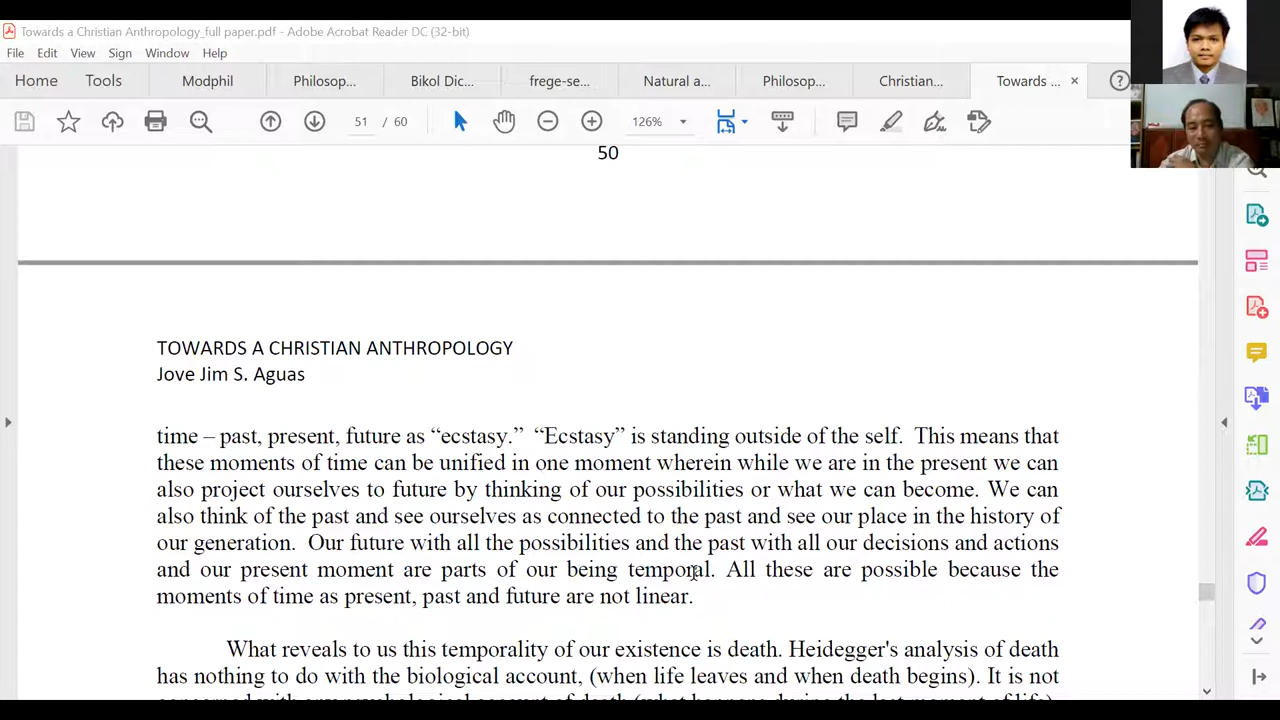 Towards a Christian Anthropology_full paper.pdf - Adobe Acrobat Reader DC (32-bit)
File Edit View Sign Window Help
Home Tools Modphil Philosop... Bikol Dic... frege-se... Natural a... Philosop... Christian... Towards ... ×
51 / 60 126%
50
TOWARDS A CHRISTIAN ANTHROPOLOGY
Jove Jim S. Aguas
time – past, present, future as “ecstasy.” “Ecstasy” is standing outside of the self. This means that
these moments of time can be unified in one moment wherein while we are in the present we can
also project ourselves to future by thinking of our possibilities or what we can become. We can
also think of the past and see ourselves as connected to the past and see our place in the history of
our generation. Our future with all the possibilities and the past with all our decisions and actions
and our present moment are parts of our being temporal. All these are possible because the
moments of time as present, past and future are not linear.
What reveals to us this temporality of our existence is death. Heidegger's analysis of death
has nothing to do with the biological account, (when life leaves and when death begins). It is not